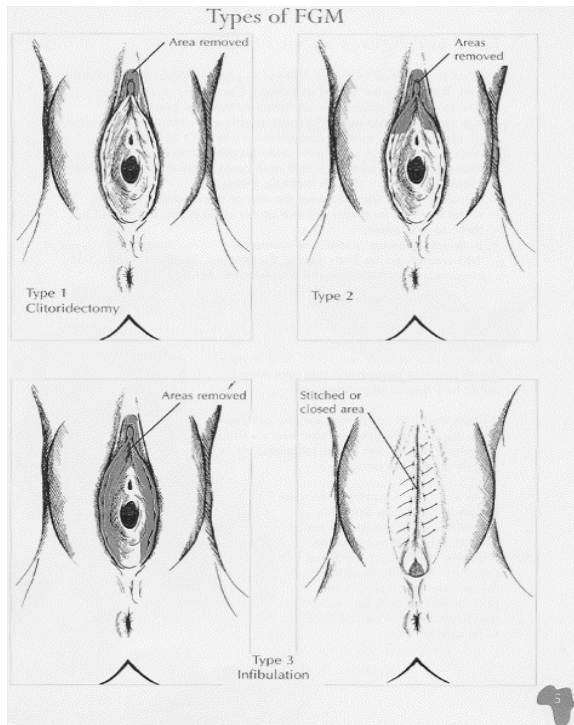 Types of FGM
Area removed
Areas
removed
Type 1
Clitoridectomy
Type 2
Areas removed
Stitched or
closed area
Type 3
Infibulation
5